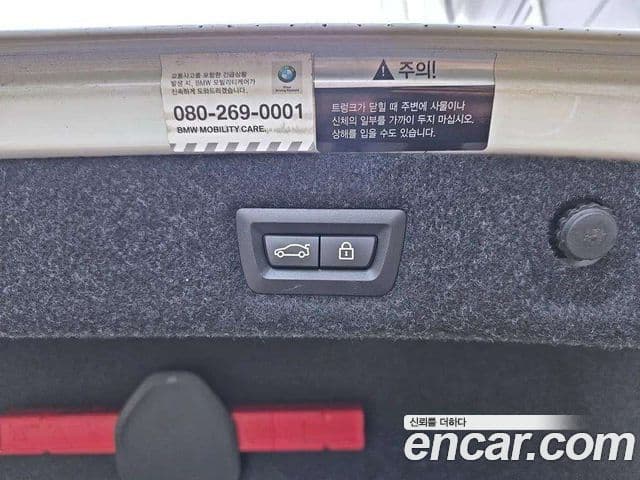 교통사고를 포함한 긴급상황
발생 시, BMW 모빌리티케어가
신속하게 도와드리겠습니다.
080-269-0001
BMW MOBILITY CARE.
주의!
트렁크가 닫힐 때 주변에 사물이나
신체의 일부를 가까이 두지 마십시오.
상해를 입을 수도 있습니다.
신뢰를 더하다
encar.com